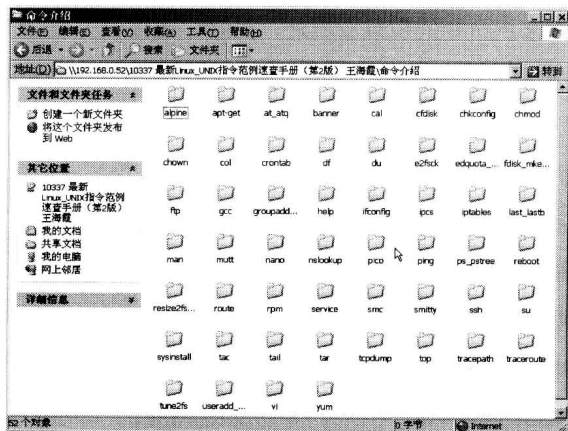 命令介绍
文件(F) 编辑(E) 查看(V) 收藏(A) 工具(T) 帮助(H)
后退 搜索 文件夹
地址(D) \\192.168.0.52\10337 最新Linux_UNIX指令范例速查手册(第2版) 王海霞\命令介绍 转到
文件和文件夹任务
创建一个新文件夹
将这个文件夹发布到 Web
其它位置
10337 最新
Linux_UNIX指令范例
速查手册(第2版)
王海霞
我的文档
共享文档
我的电脑
网上邻居
详细信息
alpine apt-get at_atq banner cal cfdisk chkconfig chmod
chown col crontab df du e2fsck edquota_... fdisk_mke...
ftp gcc groupadd... help ifconfig ipcs iptables last_lastb
man mutt nano nslookup pico ping ps_pstree reboot
resize2fs... route rpm service smc smitty ssh su
sysinstall tac tail tar tcpdump top tracepath traceroute
tune2fs useradd_... vi yum
52 个对象 0 字节 Internet